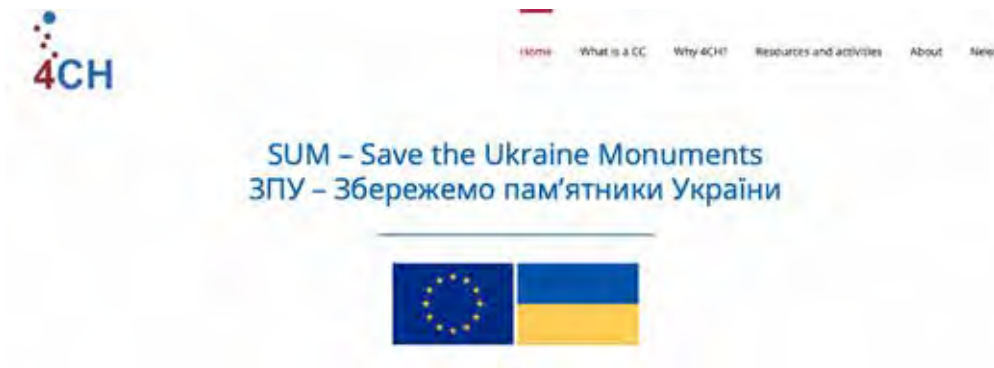 4CH
Home What is a CC Why 4CH? Resources and activities About New
SUM – Save the Ukraine Monuments
ЗПУ – Збережемо пам’ятники України